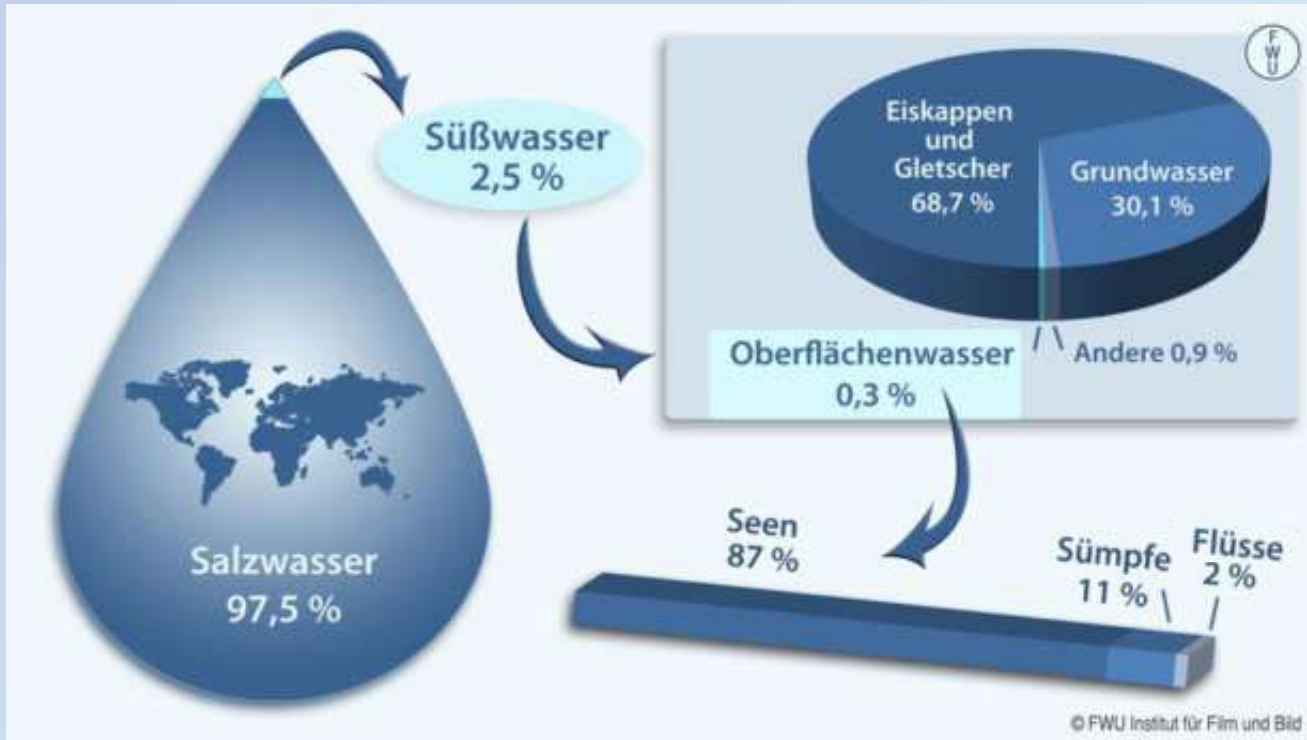 Süßwasser
2,5 %
Salzwasser
97,5 %
F
W
U
Eiskappen
und
Gletscher
68,7 %
Grundwasser
30,1 %
Oberflächenwasser
0,3 %
Andere 0,9 %
Seen
87 %
Sümpfe
11 %
Flüsse
2 %
© FWU Institut für Film und Bild